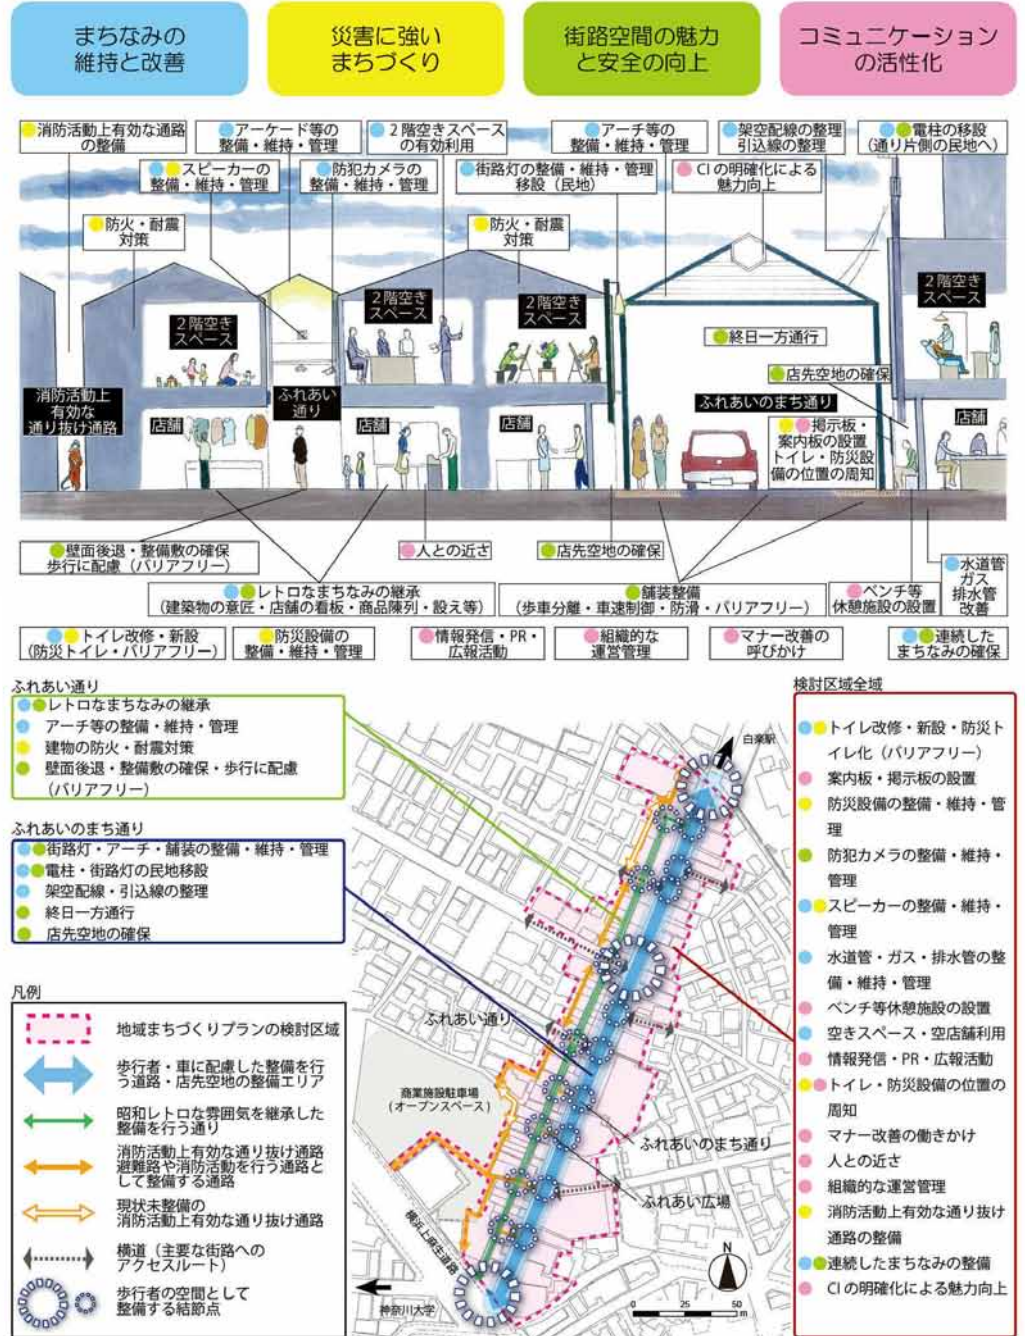 まちなみの
維持と改善
災害に強い
まちづくり
街路空間の魅力
と安全の向上
コミュニケーション
の活性化
消防活動上有効な通路
の整備
アーケード等の
整備・維持・管理
2階空きスペース
の有効利用
アーチ等の
整備・維持・管理
架空配線の整理
引込線の整理
電柱の移設
(通り片側の民地へ)
スピーカーの
整備・維持・管理
防犯カメラの
整備・維持・管理
街路灯の整備・維持・管理
移設(民地)
CIの明確化による
魅力向上
防火・耐震
対策
防火・耐震
対策
2階空き
スペース
2階空き
スペース
2階空き
スペース
2階空き
スペース
終日一方通行
店先空地の確保
消防活動上
有効な
通り抜け通路
店舗
ふれあい
通り
店舗
店舗
ふれあいのまち通り
掲示板・
案内板の設置
トイレ・防災設
備の位置の周知
店舗
壁面後退・整備敷の確保
歩行に配慮(バリアフリー)
人との近さ
店先空地の確保
水道管
ガス
排水管
改善
レトロなまちなみの継承
(建築物の意匠・店舗の看板・商品陳列・設え等)
舗装整備
(歩車分離・車速制御・防滑・バリアフリー)
ベンチ等
休憩施設の設置
トイレ改修・新設
(防災トイレ・バリアフリー)
防災設備の
整備・維持・管理
情報発信・PR・
広報活動
組織的な
運営管理
マナー改善の
呼びかけ
連続した
まちなみの確保
ふれあい通り
レトロなまちなみの継承
アーチ等の整備・維持・管理
建物の防火・耐震対策
壁面後退・整備敷の確保・歩行に配慮
(バリアフリー)
ふれあいのまち通り
街路灯・アーチ・舗装の整備・維持・管理
電柱・街路灯の民地移設
架空配線・引込線の整理
終日一方通行
店先空地の確保
凡例
地域まちづくりプランの検討区域
歩行者・車に配慮した整備を行
う道路・店先空地の整備エリア
昭和レトロな雰囲気を継承した
整備を行う通り
消防活動上有効な通り抜け通路
避難路や消防活動を行う通路と
して整備する通路
現状未整備の
消防活動上有効な通り抜け通路
横道(主要な街路への
アクセスルート)
歩行者の空間として
整備する結節点
白楽駅
ふれあい通り
商業施設駐車場
(オープンスペース)
ふれあいのまち通り
ふれあい広場
横浜上麻生道路
神奈川大学
N
0 25 50
m
検討区域全域
トイレ改修・新設・防災ト
イレ化(バリアフリー)
案内板・掲示板の設置
防災設備の整備・維持・管
理
防犯カメラの整備・維持・
管理
スピーカーの整備・維持・
管理
水道管・ガス・排水管の整
備・維持・管理
ベンチ等休憩施設の設置
空きスペース・空店舗利用
情報発信・PR・広報活動
トイレ・防災設備の位置の
周知
マナー改善の働きかけ
人との近さ
組織的な運営管理
消防活動上有効な通り抜け
通路の整備
連続したまちなみの整備
CIの明確化による魅力向上